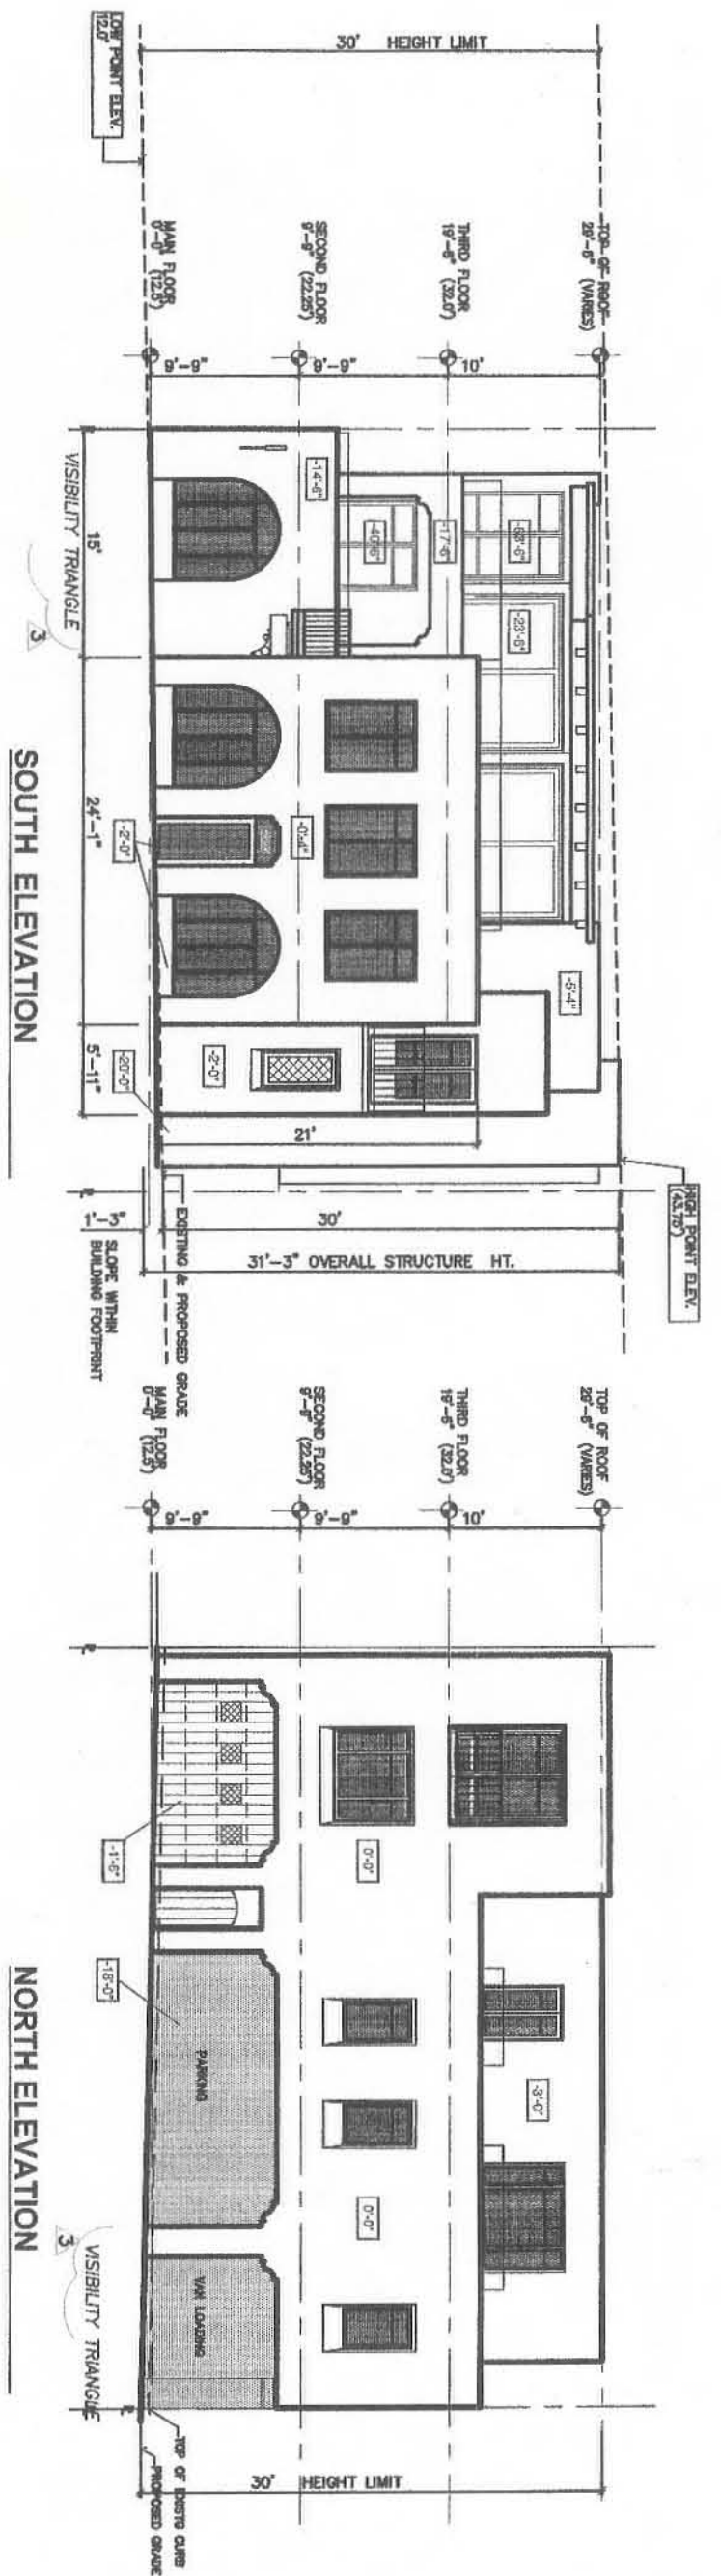 30' HEIGHT LIMIT
LOW POINT ELEV.
12.0'
TOP OF ROOF
29'-6" (VARIES)
THIRD FLOOR
19'-6" (32.0')
SECOND FLOOR
9'-9" (22.25')
MAIN FLOOR
0'-0" (12.5')
10'
9'-9"
9'-9"
-14'-6"
-40'-6"
-17'-6"
-68'-6"
-23'-6"
-0'-4"
-5'-4"
-2'-0"
-2'-0"
-20'-0"
21'
15'
24'-1"
5'-11"
VISIBILITY TRIANGLE
3
HIGH POINT ELEV.
(43.75')
30'
31'-3" OVERALL STRUCTURE HT.
1'-3"
SLOPE WITHIN
BUILDING FOOTPRINT
EXISTING & PROPOSED GRADE
SOUTH ELEVATION
TOP OF ROOF
29'-6" (VARIES)
THIRD FLOOR
19'-6" (32.0')
SECOND FLOOR
9'-9" (22.25')
MAIN FLOOR
0'-0" (12.5')
10'
9'-9"
9'-9"
0'-0"
-3'-0"
0'-0"
-1'-6"
-18'-0"
PARKING
VAN LOADING
30' HEIGHT LIMIT
TOP OF EXISTG CURB
PROPOSED GRADE
VISIBILITY TRIANGLE
3
NORTH ELEVATION